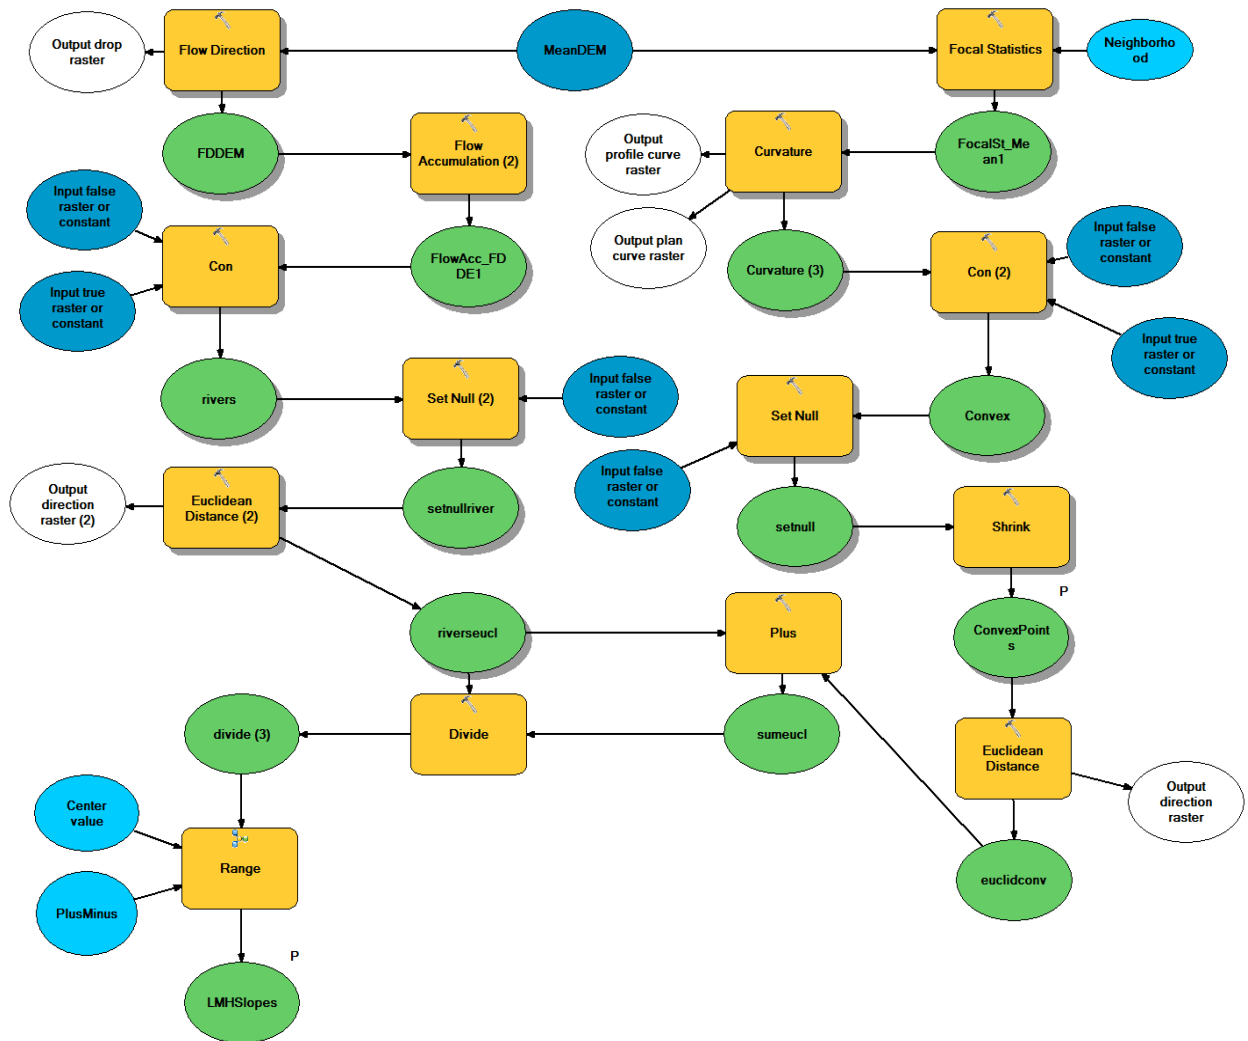 Output drop
raster
Flow Direction
MeanDEM
Focal Statistics
Neighborho
od
FDDEM
Flow
Accumulation (2)
Output
profile curve
raster
Curvature
FocalSt_Me
an1
Input false
raster or
constant
Con
FlowAcc_FD
DE1
Output plan
curve raster
Curvature (3)
Con (2)
Input false
raster or
constant
Input true
raster or
constant
Input true
raster or
constant
rivers
Set Null (2)
Input false
raster or
constant
Set Null
Convex
Output
direction
raster (2)
Euclidean
Distance (2)
setnullriver
Input false
raster or
constant
setnull
Shrink
P
riverseucl
Plus
ConvexPoint
s
divide (3)
Divide
sumeucl
Euclidean
Distance
Output
direction
raster
Center
value
Range
euclidconv
PlusMinus
P
LMHSlopes